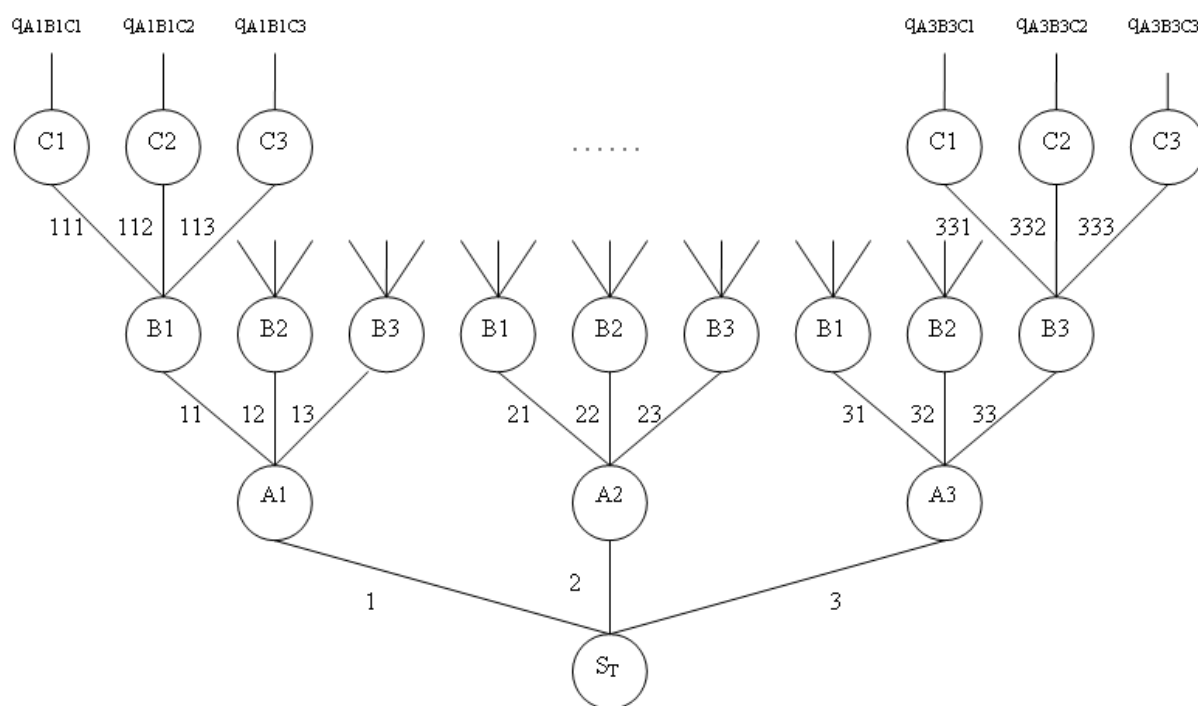 qA1B1C1 qA1B1C2 qA1B1C3 qA3B3C1 qA3B3C2 qA3B3C3
C1 C2 C3 ...... C1 C2 C3
111 112 113 331 332 333
B1 B2 B3 B1 B2 B3 B1 B2 B3
11 12 13 21 22 23 31 32 33
A1 A2 A3
1 2 3
ST